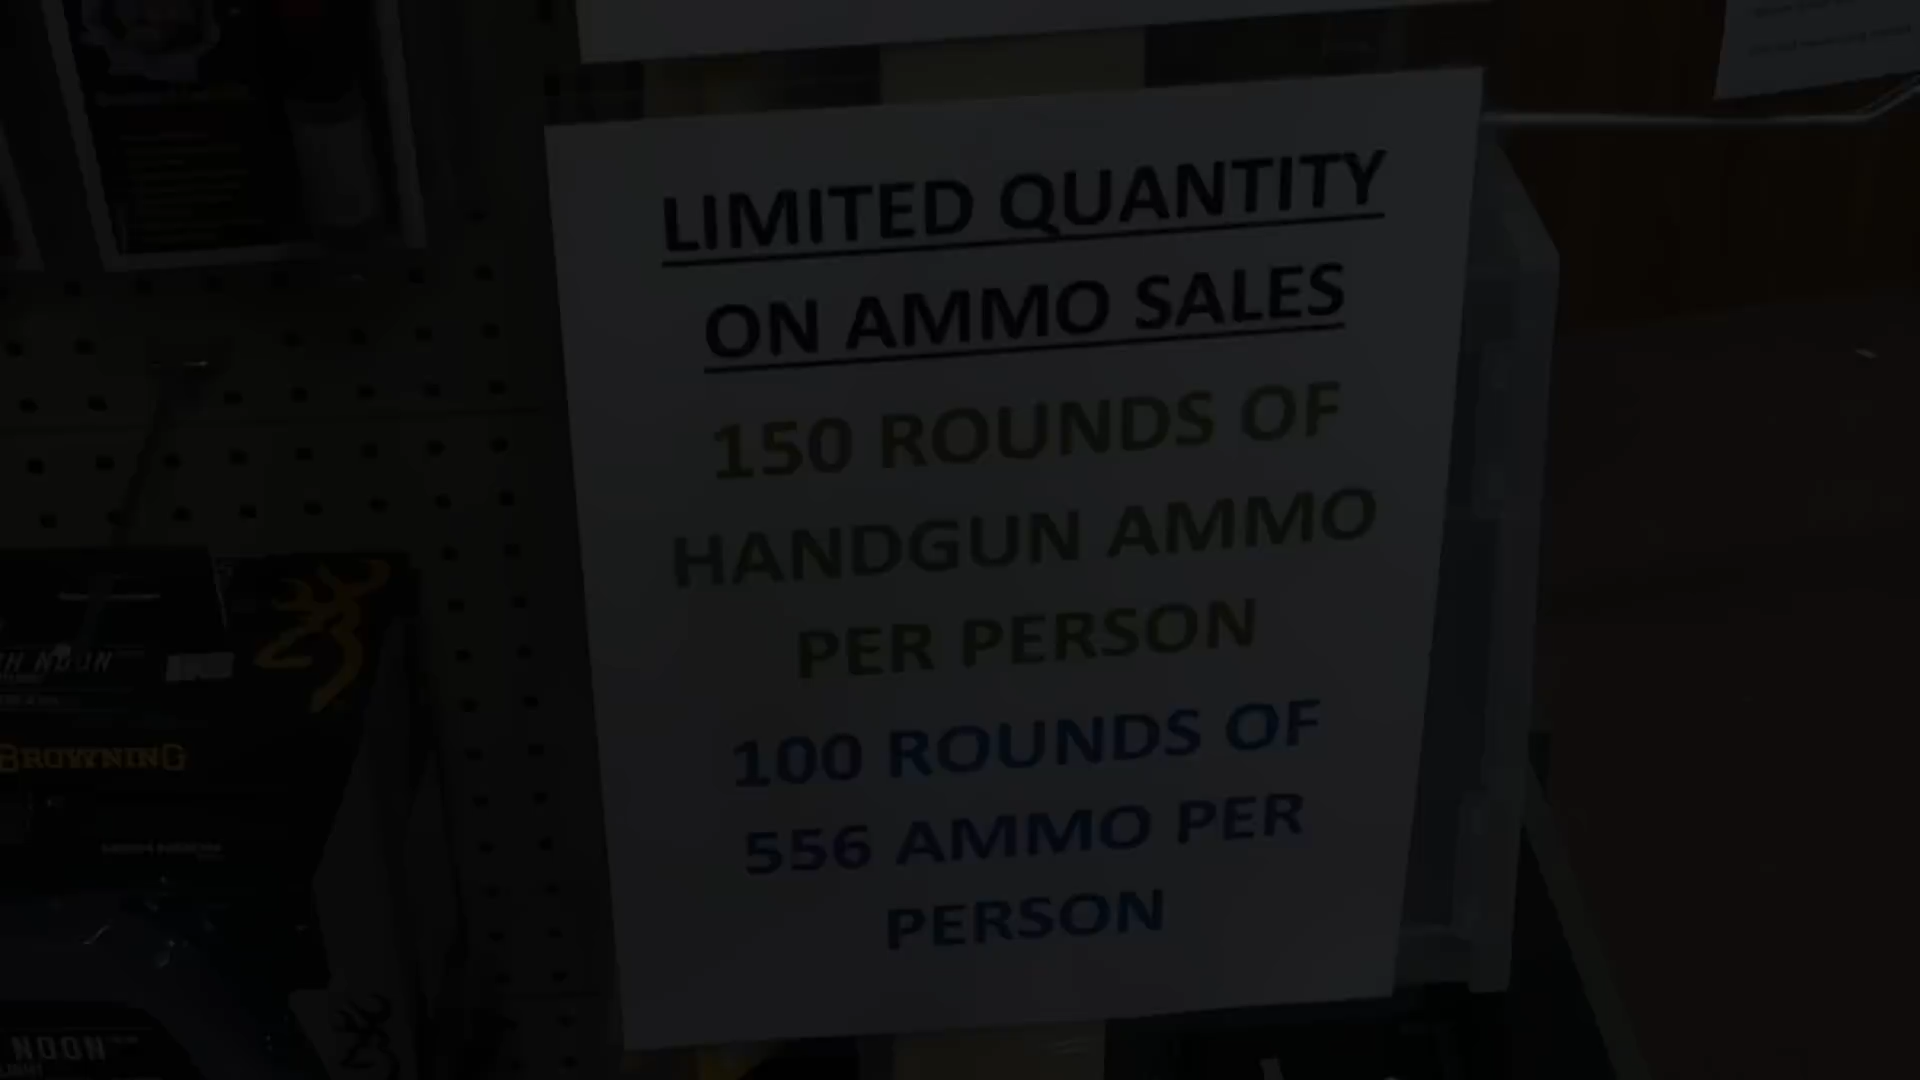 LIMITED QUANTITY
ON AMMO SALES
150 ROUNDS OF
HANDGUN AMMO
PER PERSON
100 ROUNDS OF
556 AMMO PER
PERSON
BROWNING
NOON